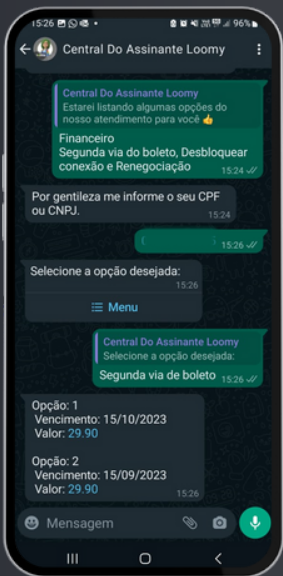 15:26
96%
Central Do Assinante Loomy
Central Do Assinante Loomy
Estarei listando algumas opções do
nosso atendimento para você 👍
Financeiro
Segunda via do boleto, Desbloquear
conexão e Renegociação
15:24
Por gentileza me informe o seu CPF
ou CNPJ.
15:24
15:26
Selecione a opção desejada:
15:26
Menu
Central Do Assinante Loomy
Selecione a opção desejada:
Segunda via de boleto
15:26
Opção: 1
Vencimento: 15/10/2023
Valor: 29.90
Opção: 2
Vencimento: 15/09/2023
Valor: 29.90
15:26
Mensagem